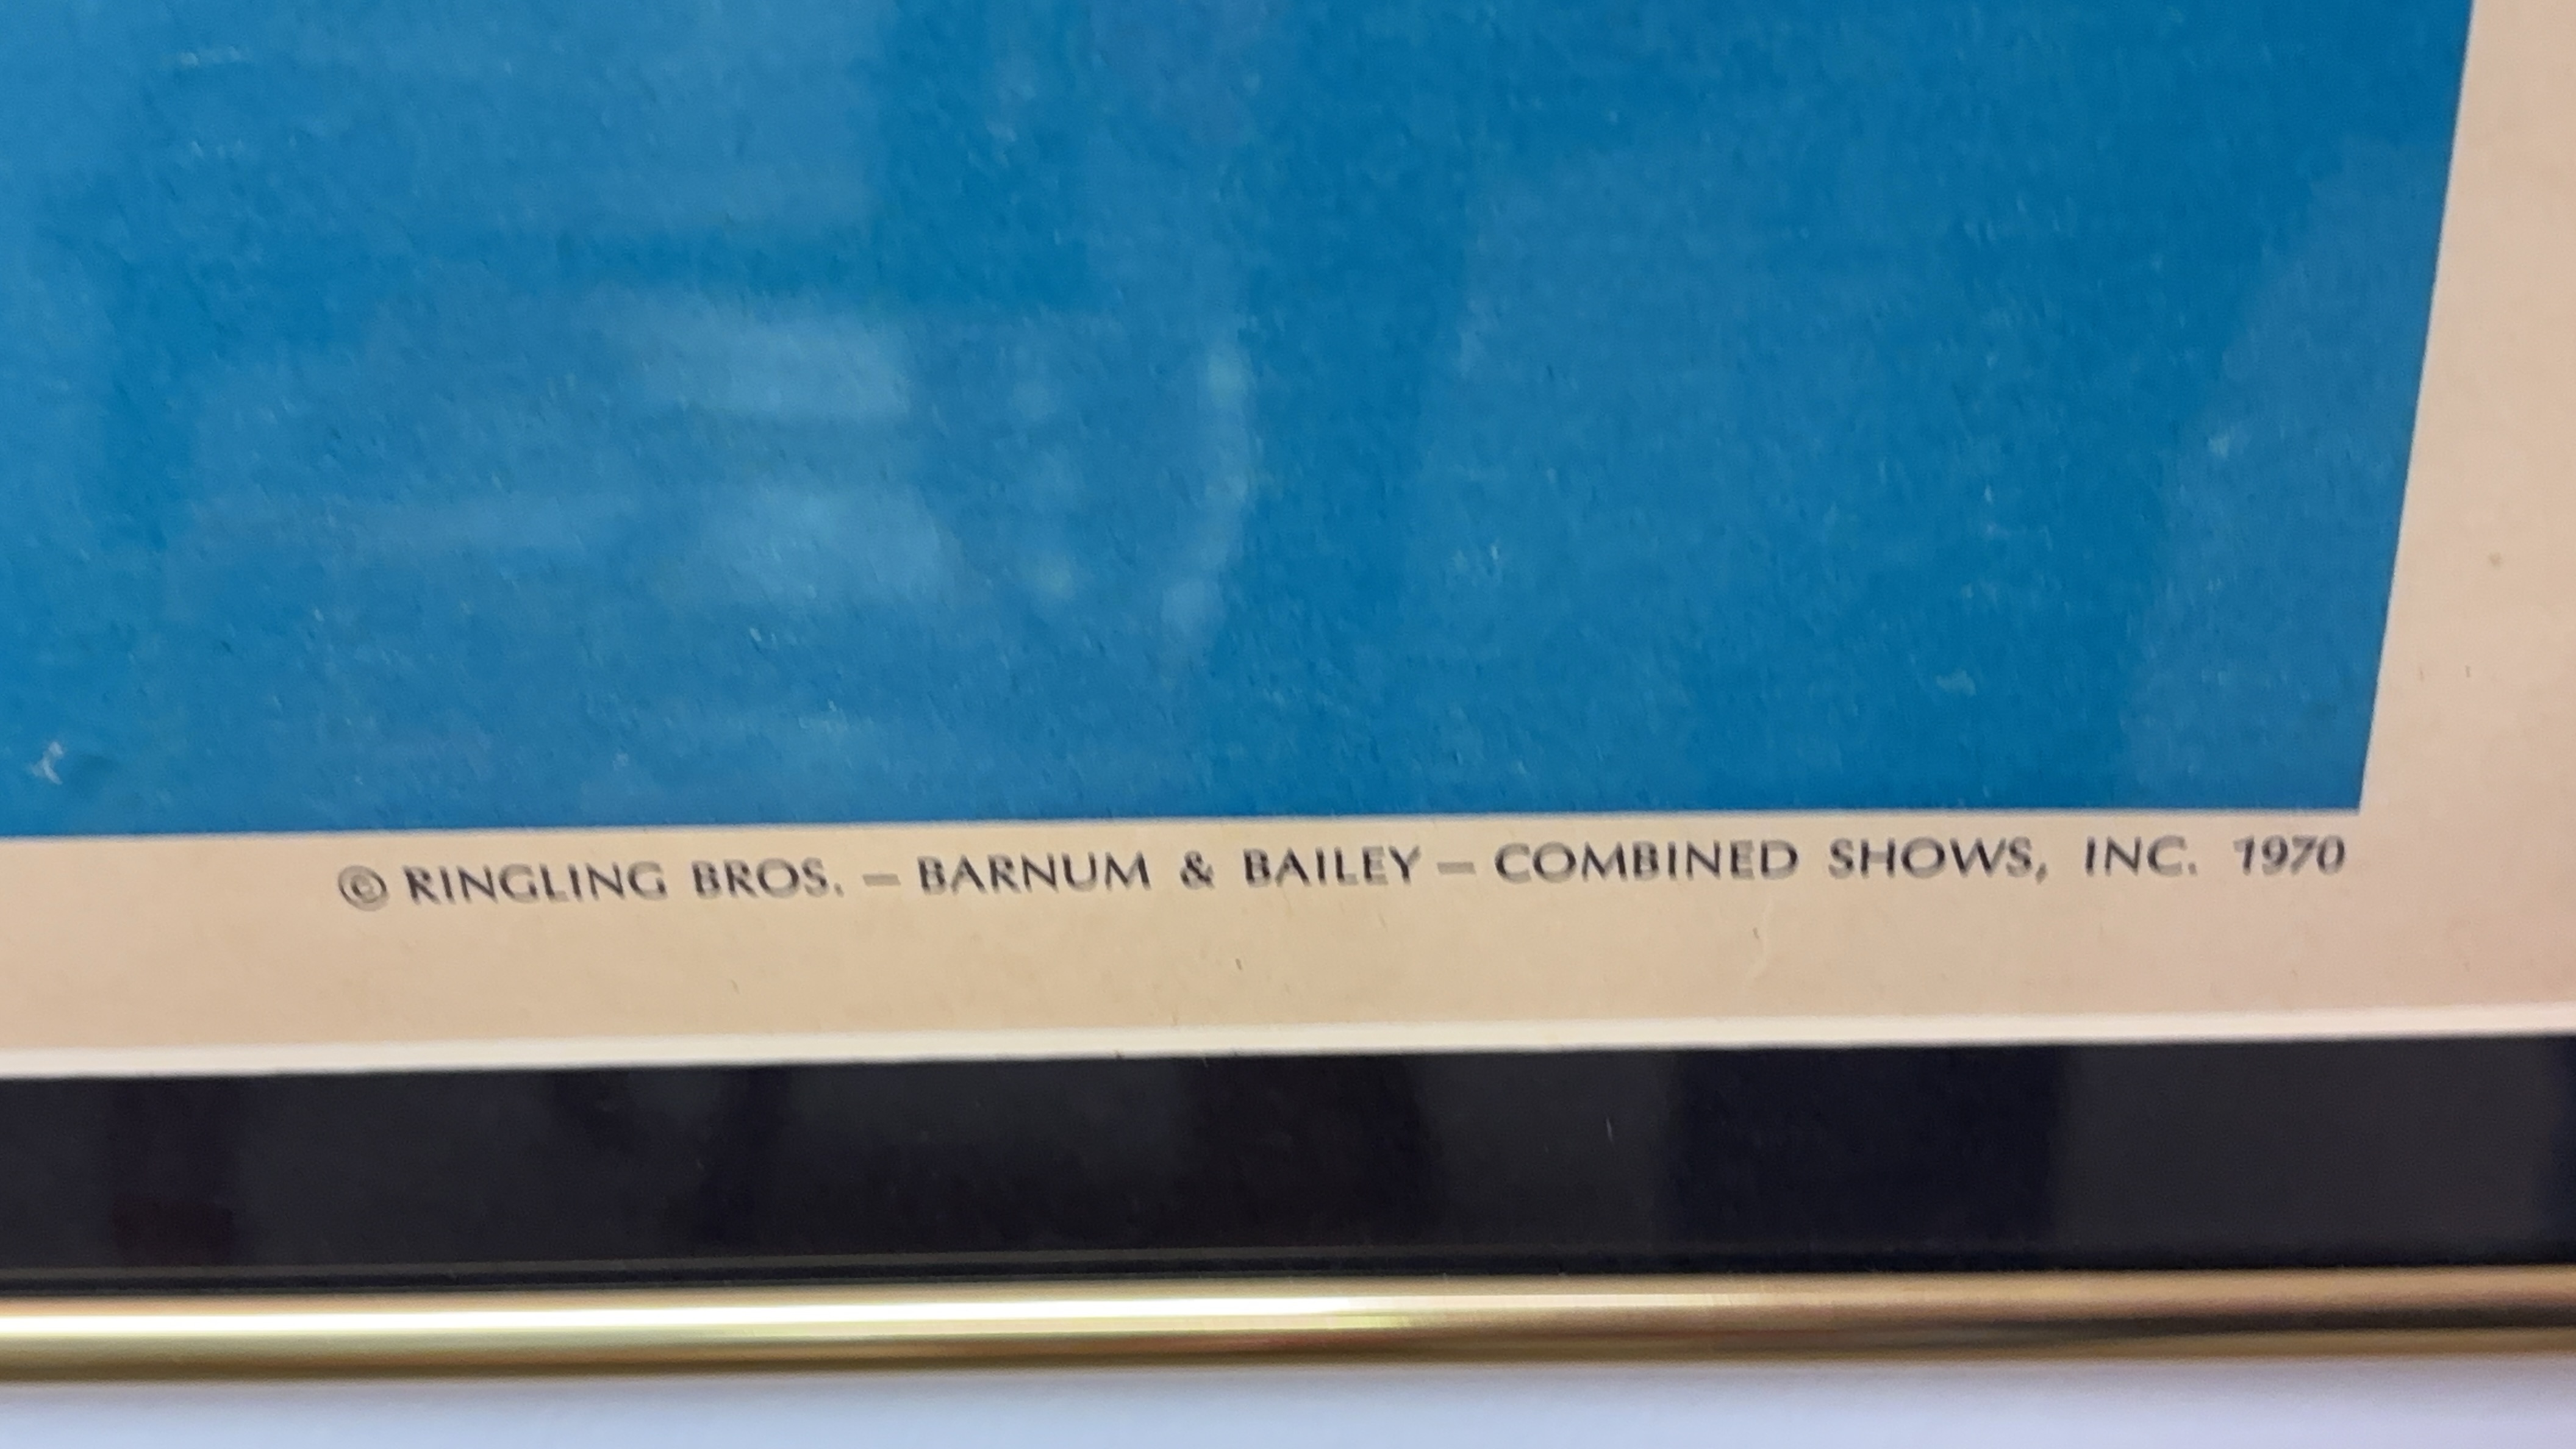 © RINGLING BROS. — BARNUM & BAILEY — COMBINED SHOWS, INC. 1970